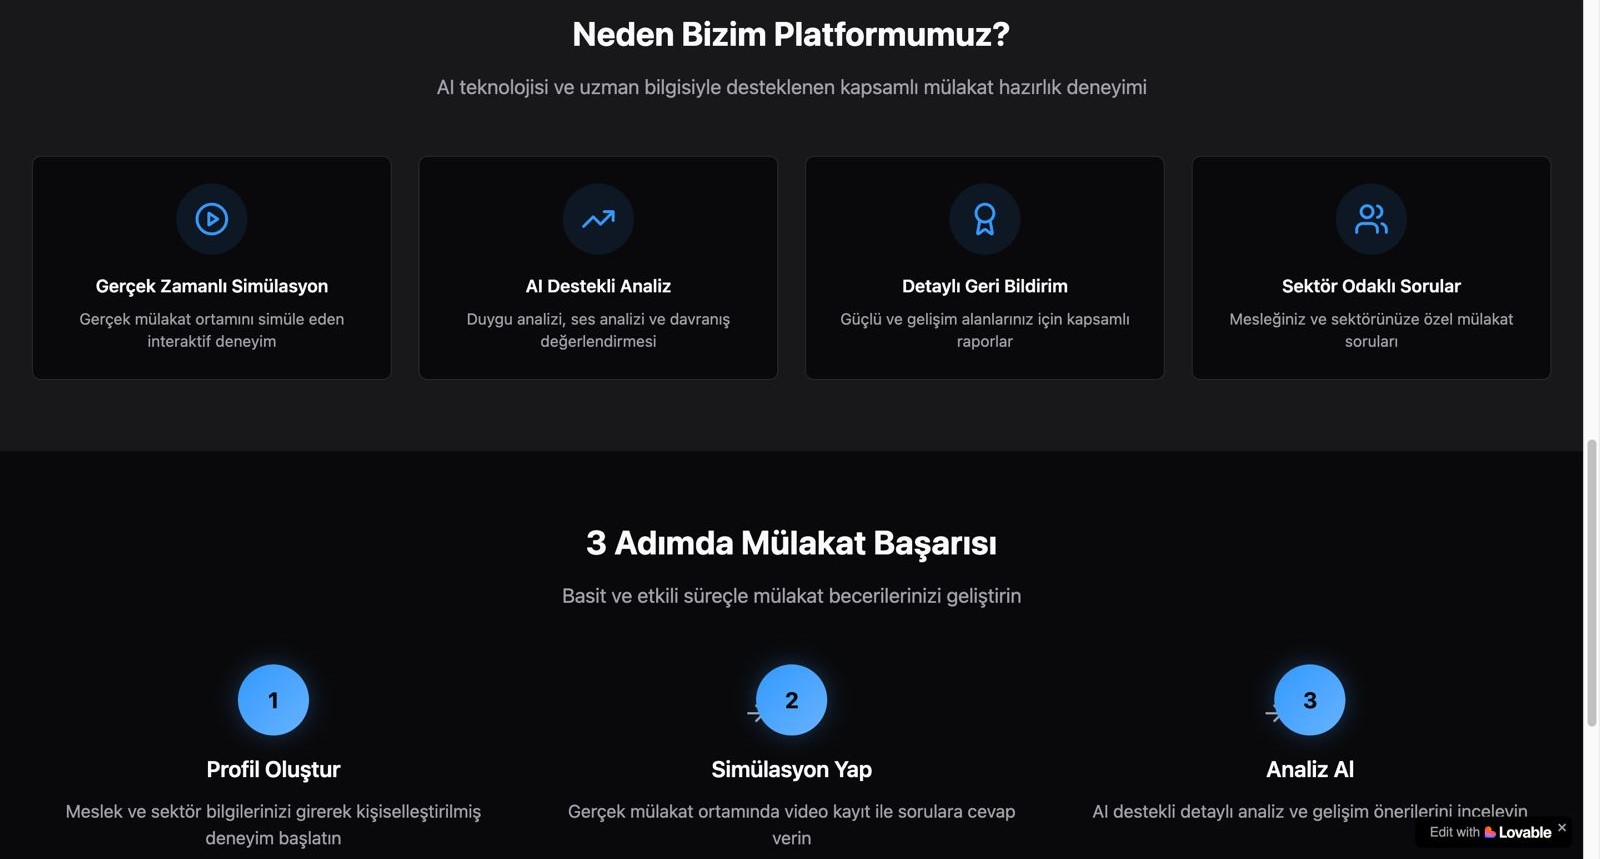 Neden Bizim Platformumuz?
AI teknolojisi ve uzman bilgisiyle desteklenen kapsamlı mülakat hazırlık deneyimi
Gerçek Zamanlı Simülasyon
Gerçek mülakat ortamını simüle eden
interaktif deneyim
AI Destekli Analiz
Duygu analizi, ses analizi ve davranış
değerlendirmesi
Detaylı Geri Bildirim
Güçlü ve gelişim alanlarınız için kapsamlı
raporlar
Sektör Odaklı Sorular
Mesleğiniz ve sektörünüze özel mülakat
soruları
3 Adımda Mülakat Başarısı
Basit ve etkili süreçle mülakat becerilerinizi geliştirin
1
Profil Oluştur
Meslek ve sektör bilgilerinizi girerek kişiselleştirilmiş
deneyim başlatın
2
Simülasyon Yap
Gerçek mülakat ortamında video kayıt ile sorulara cevap
verin
3
Analiz Al
AI destekli detaylı analiz ve gelişim önerilerini inceleyin
Edit with Lovable